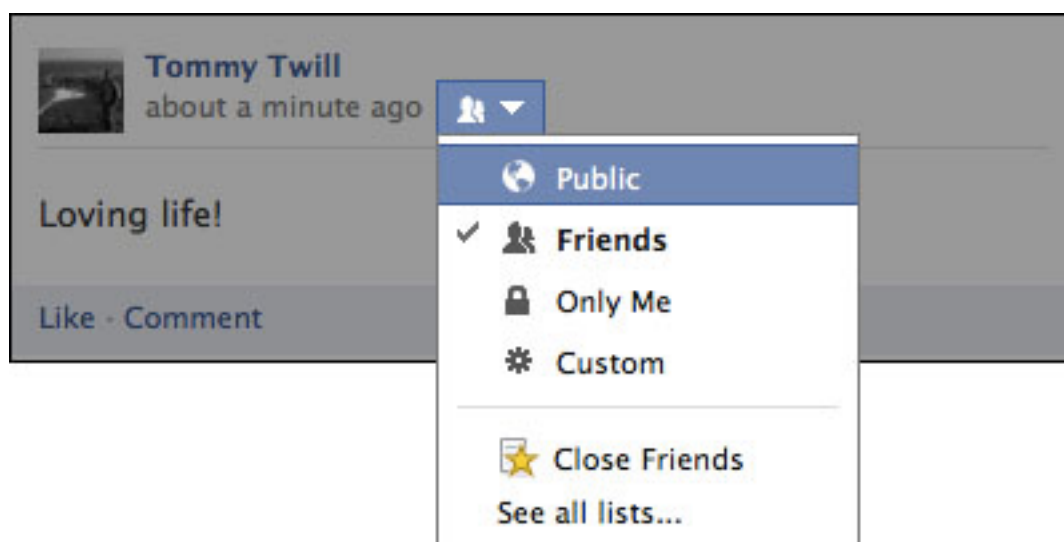 Tommy Twill
about a minute ago
Loving life!
Like · Comment
Public
Friends
Only Me
Custom
Close Friends
See all lists...